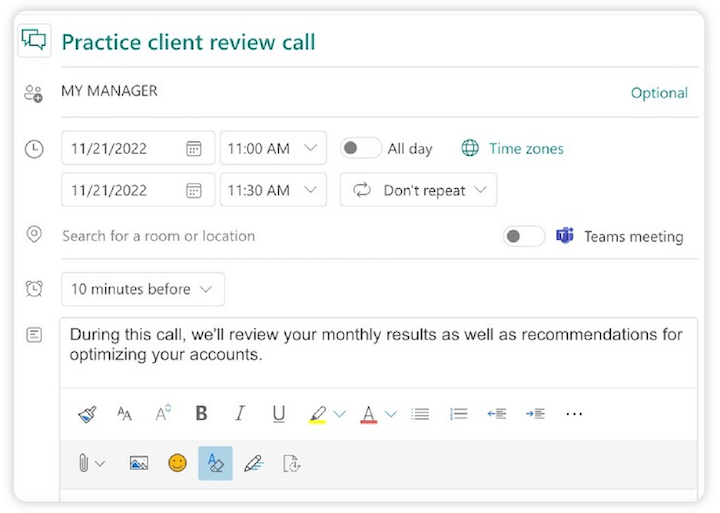 Practice client review call
MY MANAGER
Optional
11/21/2022 11:00 AM All day Time zones
11/21/2022 11:30 AM Don't repeat
Search for a room or location Teams meeting
10 minutes before
During this call, we'll review your monthly results as well as recommendations for
optimizing your accounts.